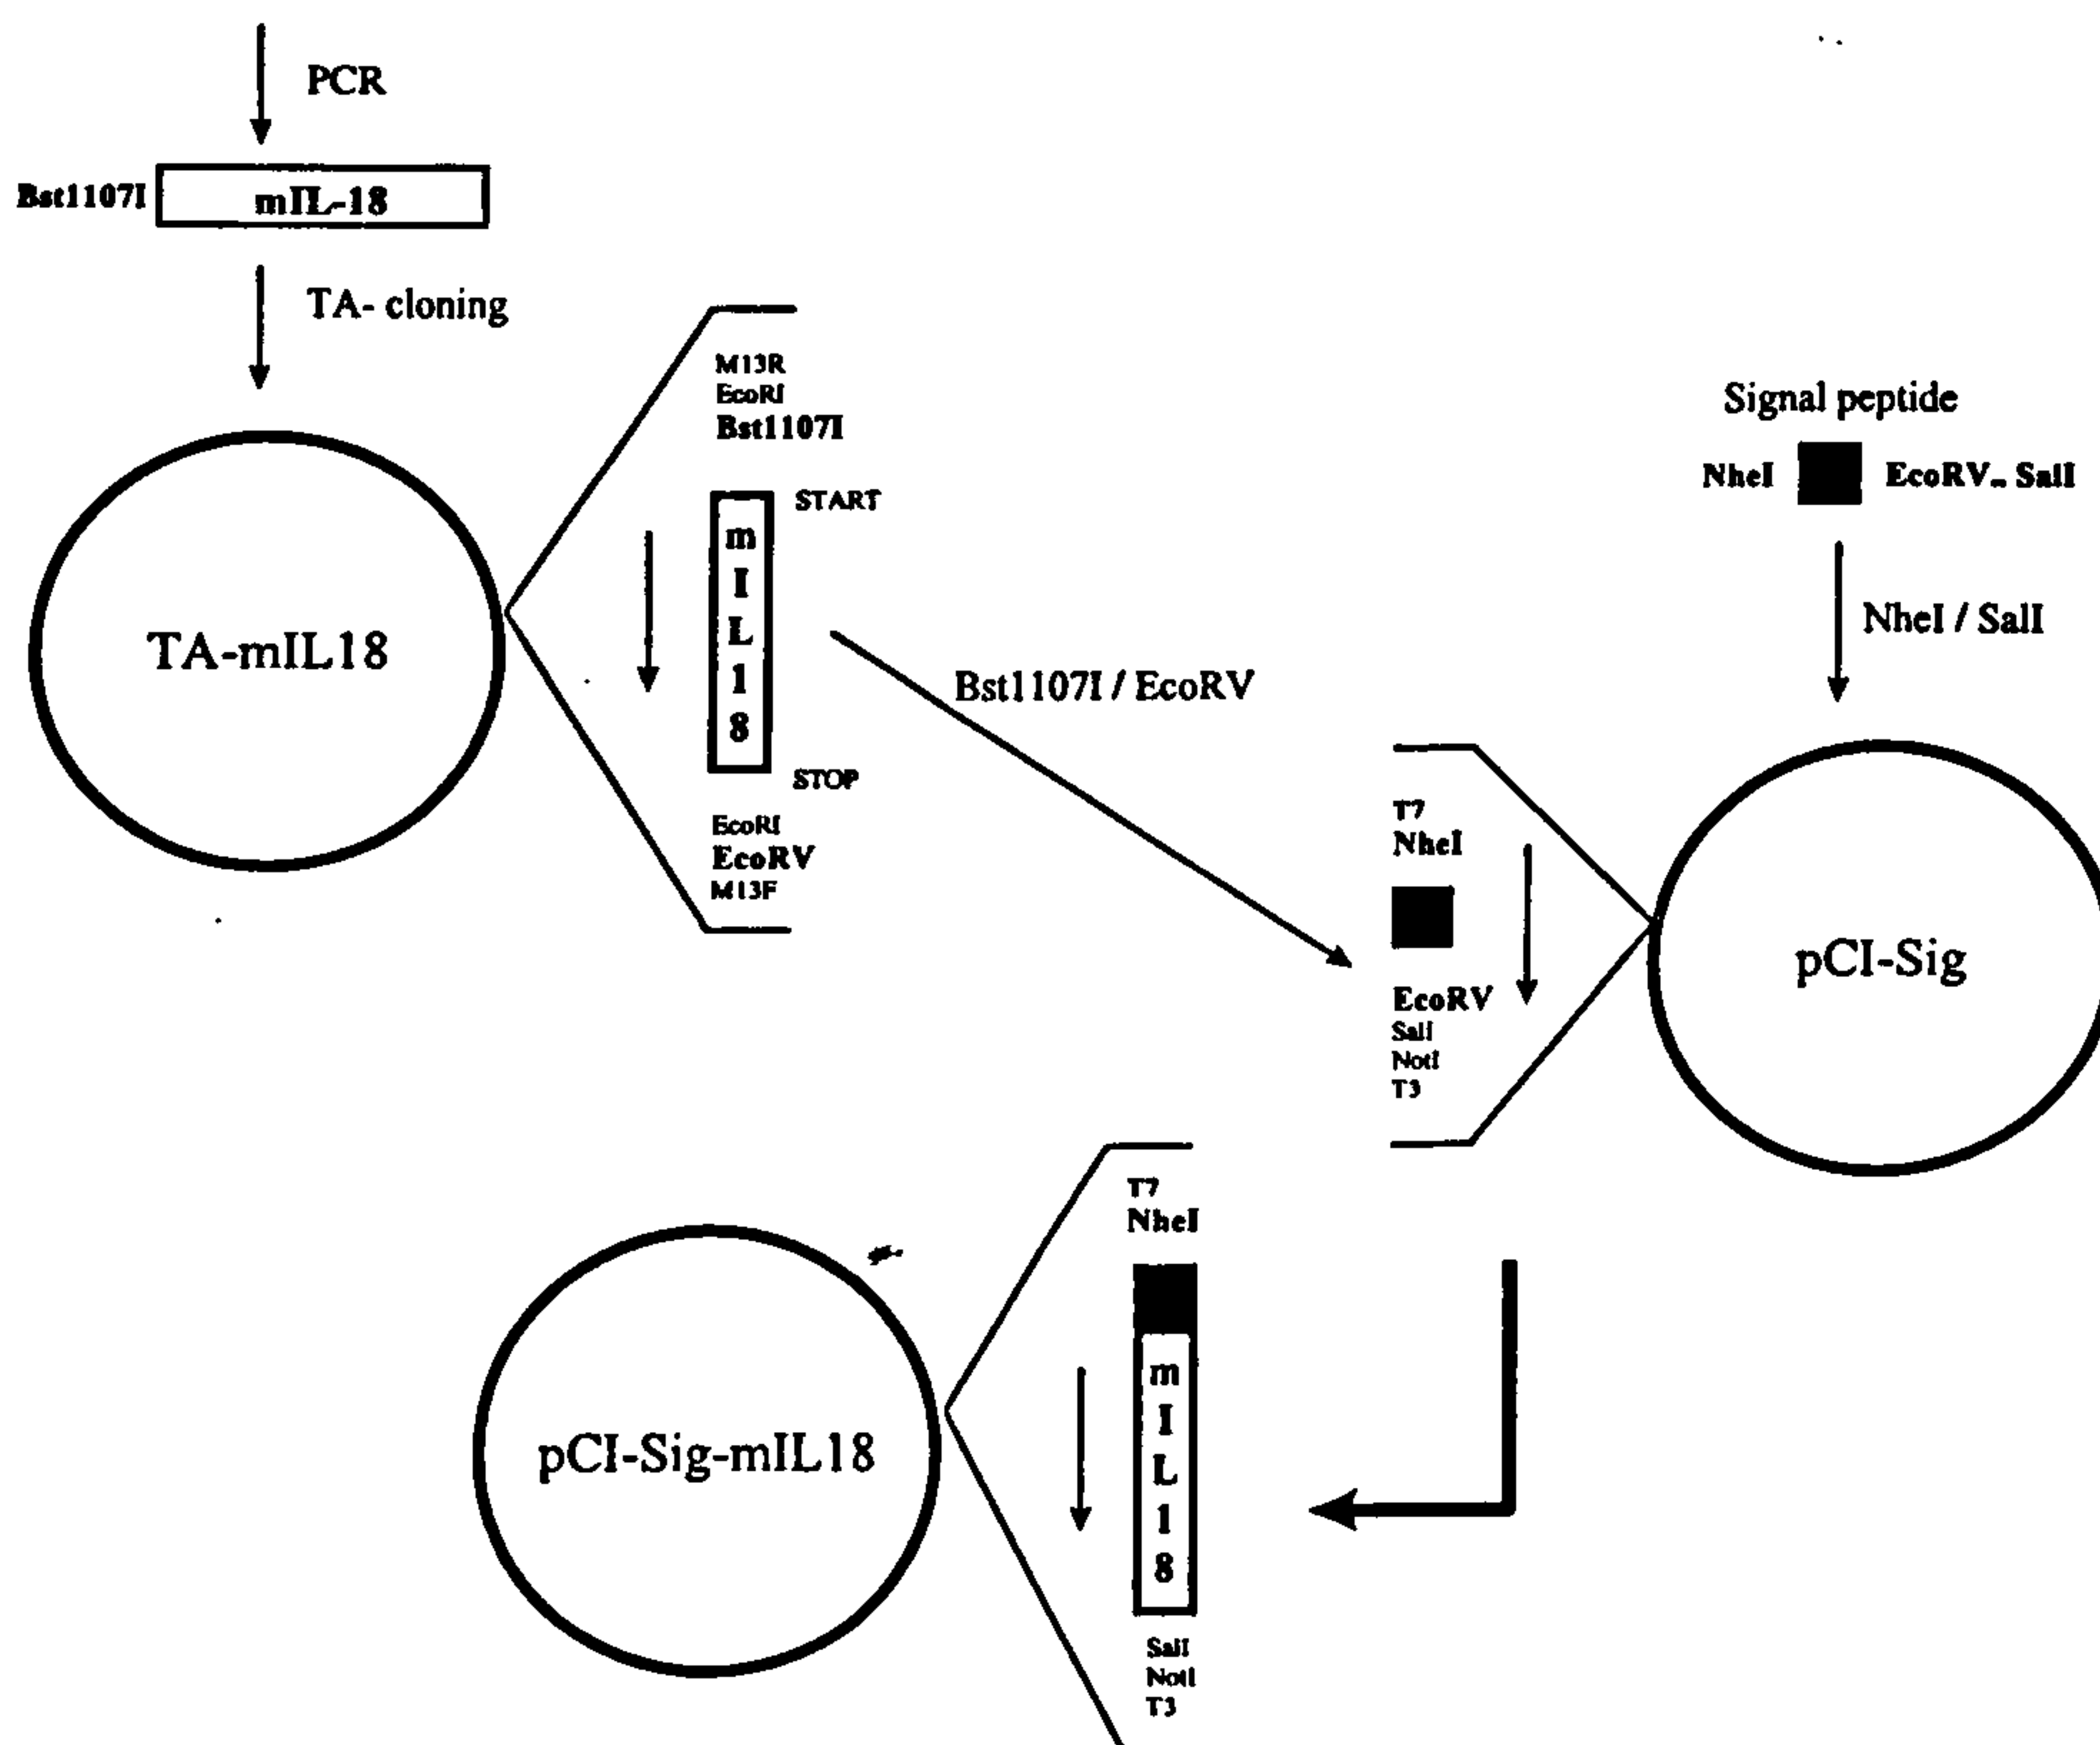 PCR
Bst1107I
mIL-18
TA- cloning
M13R
EcoRI
Bst1107I
START
m
I
L
1
8
STOP
EcoRI
EcoRV
M13F
TA-mIL18
Bst1107I / EcoRV
Signal peptide
NheI
EcoRV- SalI
NheI / SalI
T7
NheI
EcoRV
SalI
NotI
T3
pCI-Sig
T7
NheI
m
I
L
1
8
SalI
NotI
T3
pCI-Sig-mIL18